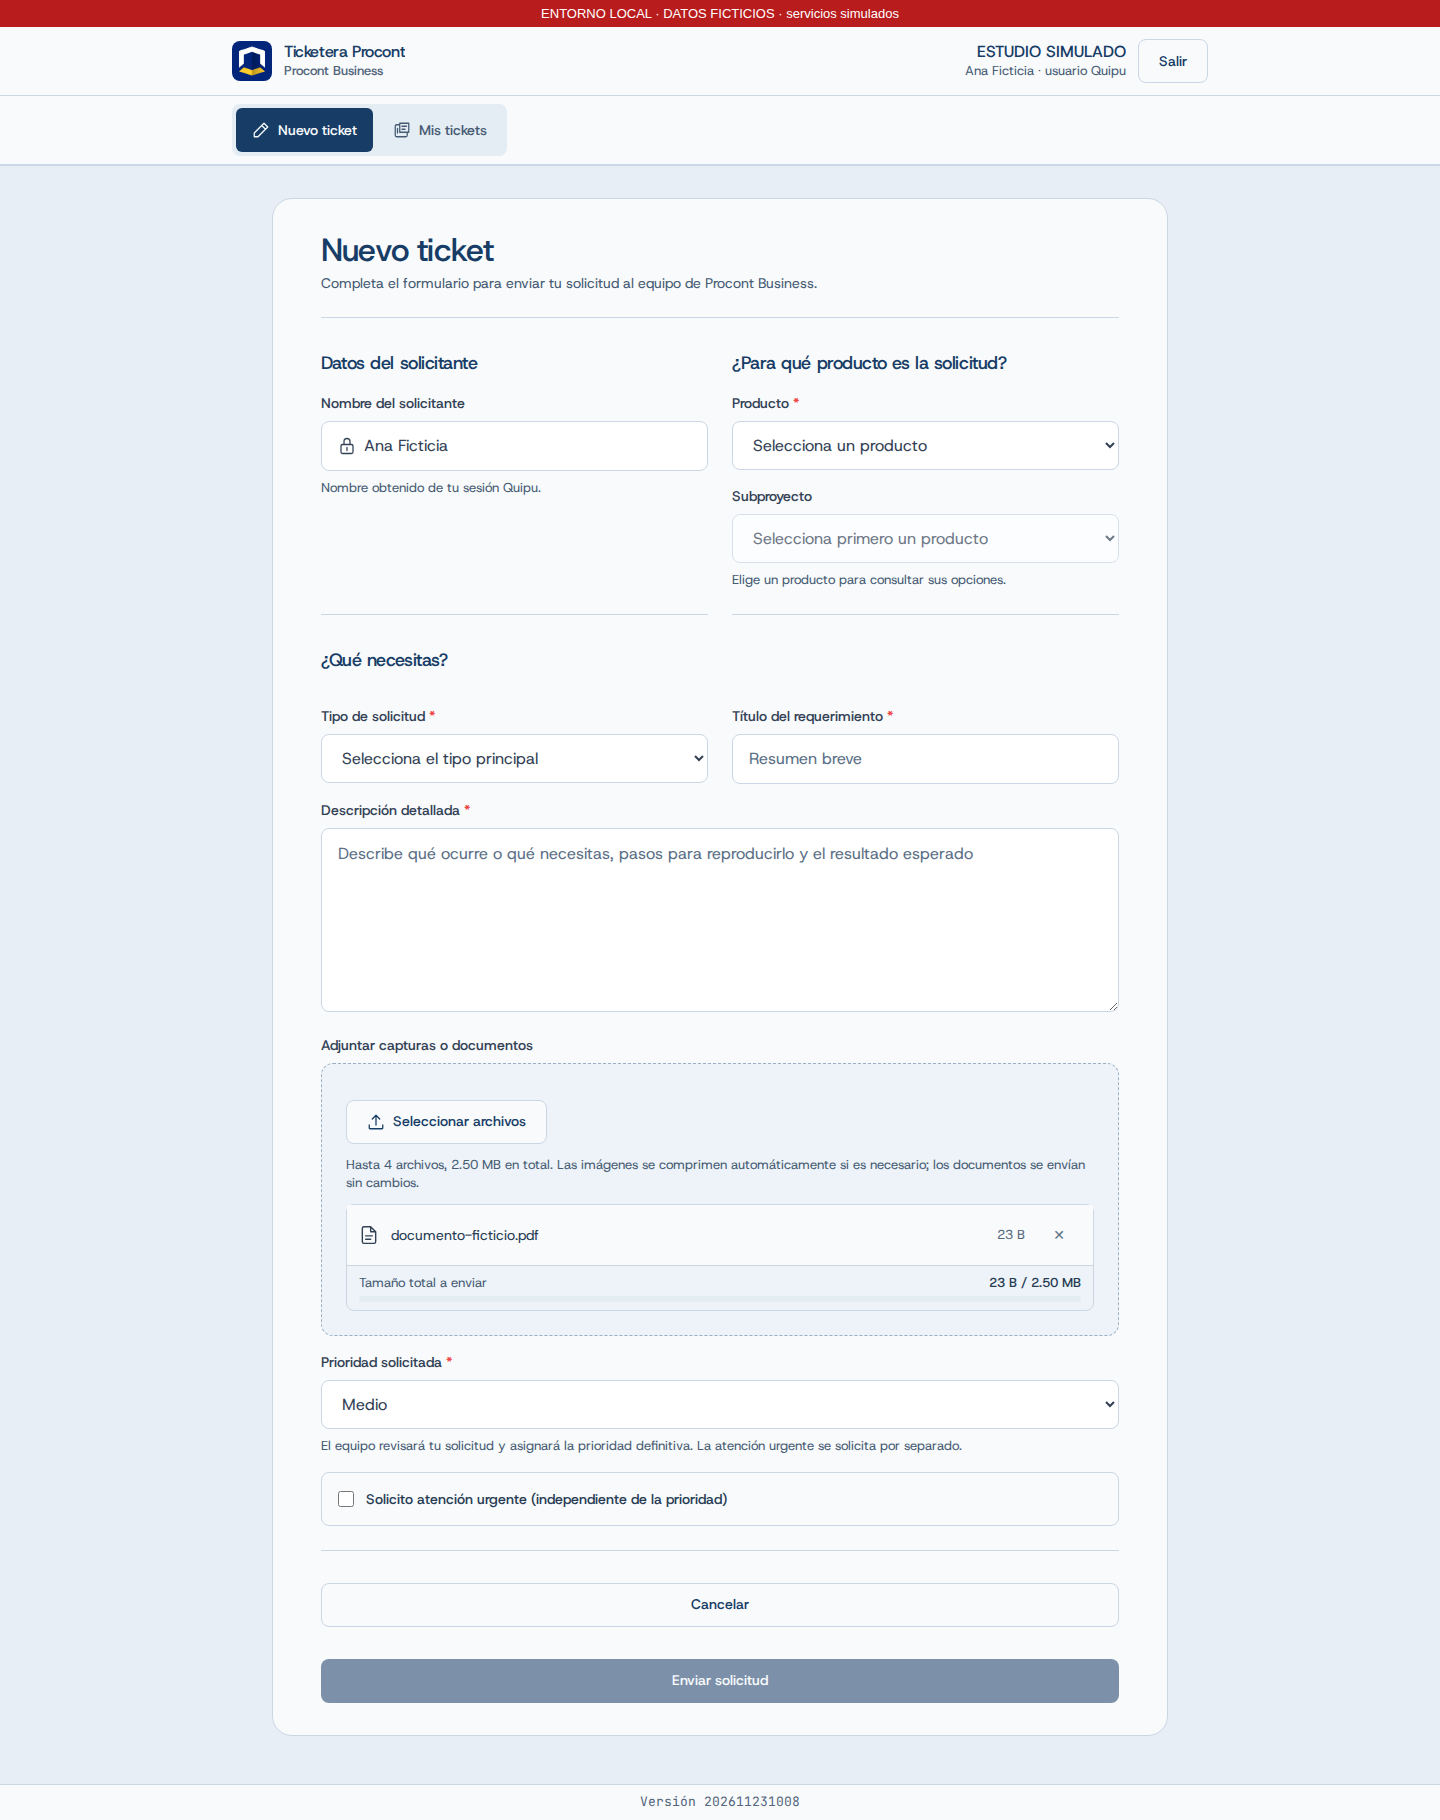 ENTORNO LOCAL · DATOS FICTICIOS · servicios simulados
Ticketera Procont
Procont Business
ESTUDIO SIMULADO
Ana Ficticia · usuario Quipu
Salir
Nuevo ticket
Mis tickets
Nuevo ticket
Completa el formulario para enviar tu solicitud al equipo de Procont Business.
Datos del solicitante
Nombre del solicitante
Ana Ficticia
Nombre obtenido de tu sesión Quipu.
¿Para qué producto es la solicitud?
Producto *
Selecciona un producto
Subproyecto
Selecciona primero un producto
Elige un producto para consultar sus opciones.
¿Qué necesitas?
Tipo de solicitud *
Selecciona el tipo principal
Título del requerimiento *
Resumen breve
Descripción detallada *
Describe qué ocurre o qué necesitas, pasos para reproducirlo y el resultado esperado
Adjuntar capturas o documentos
Seleccionar archivos
Hasta 4 archivos, 2.50 MB en total. Las imágenes se comprimen automáticamente si es necesario; los documentos se envían
sin cambios.
documento-ficticio.pdf
23 B
×
Tamaño total a enviar
23 B / 2.50 MB
Prioridad solicitada *
Medio
El equipo revisará tu solicitud y asignará la prioridad definitiva. La atención urgente se solicita por separado.
Solicito atención urgente (independiente de la prioridad)
Cancelar
Enviar solicitud
Versión 202611231008